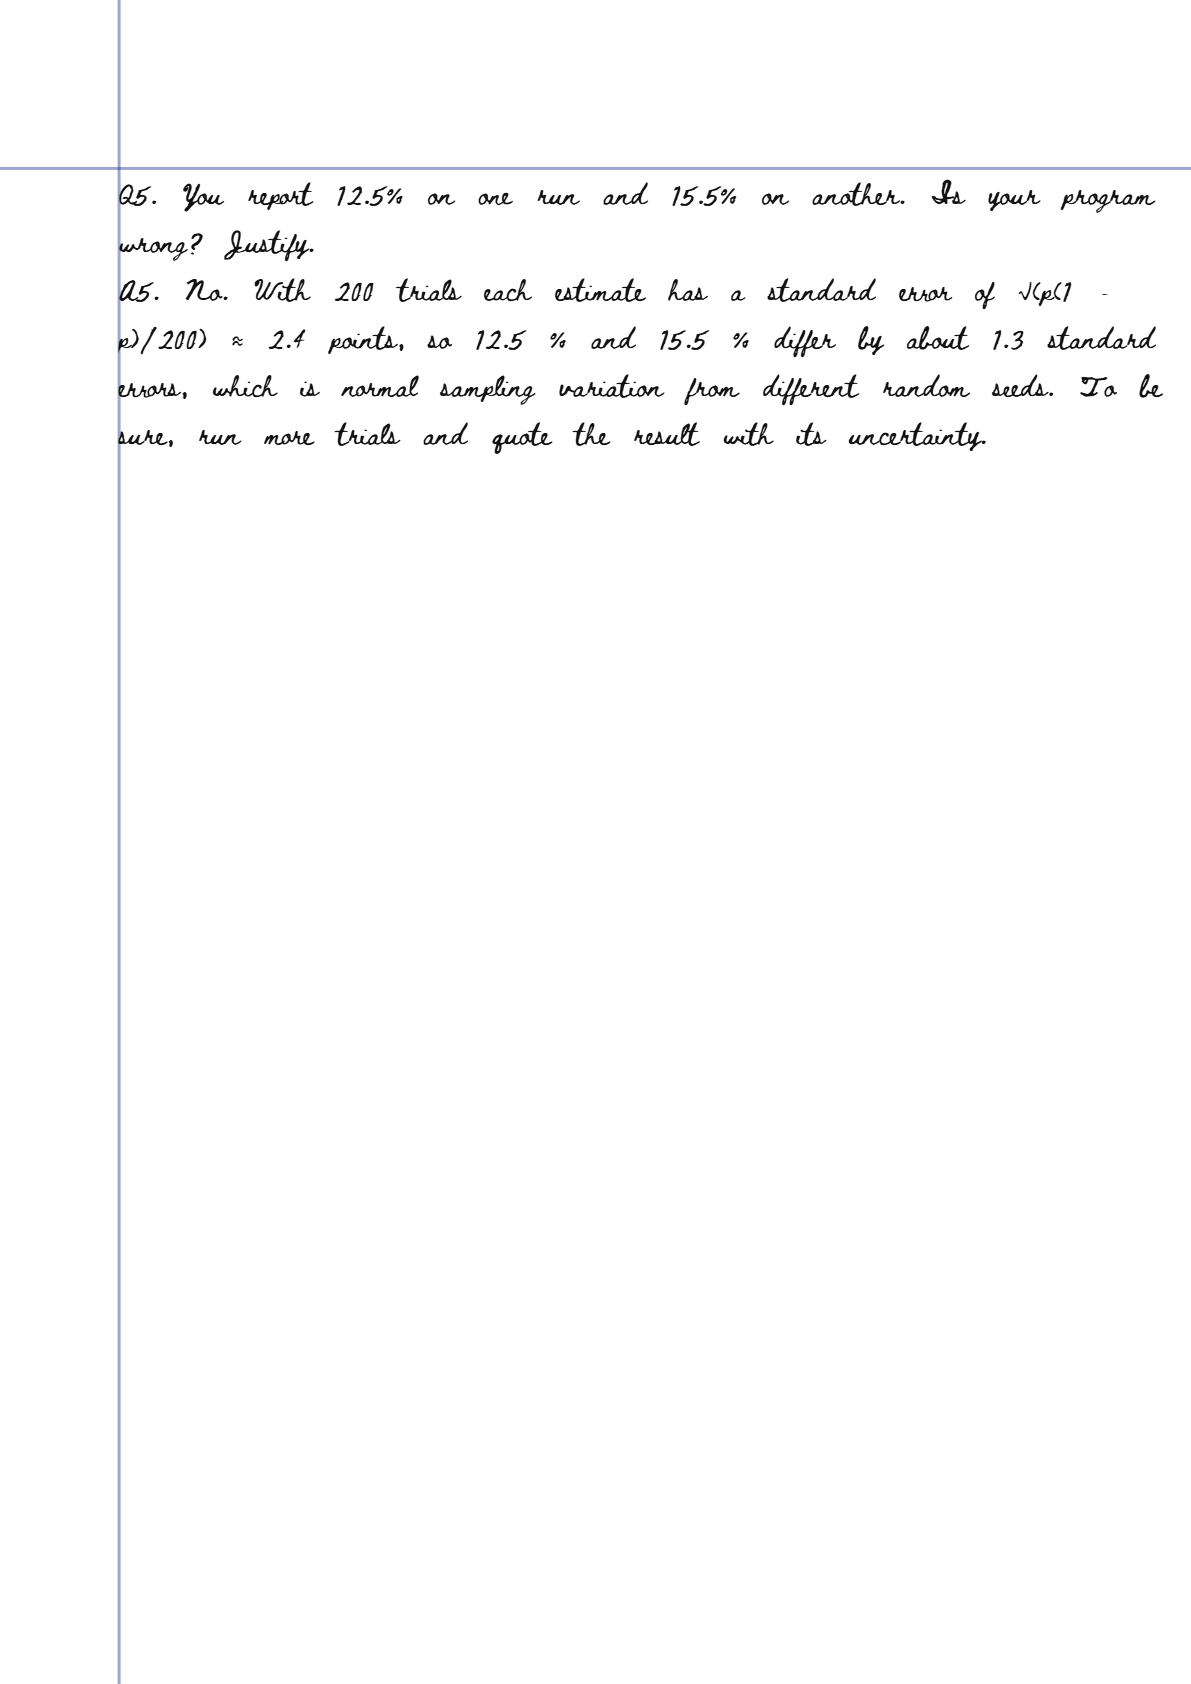 Q5. You report 12.5% on one run and 15.5% on another. Is your program
wrong? Justify.
A5. No. With 200 trials each estimate has a standard error of √(p(1 -
p)/200) ≈ 2.4 points, so 12.5 % and 15.5 % differ by about 1.3 standard
errors, which is normal sampling variation from different random seeds. To be
sure, run more trials and quote the result with its uncertainty.